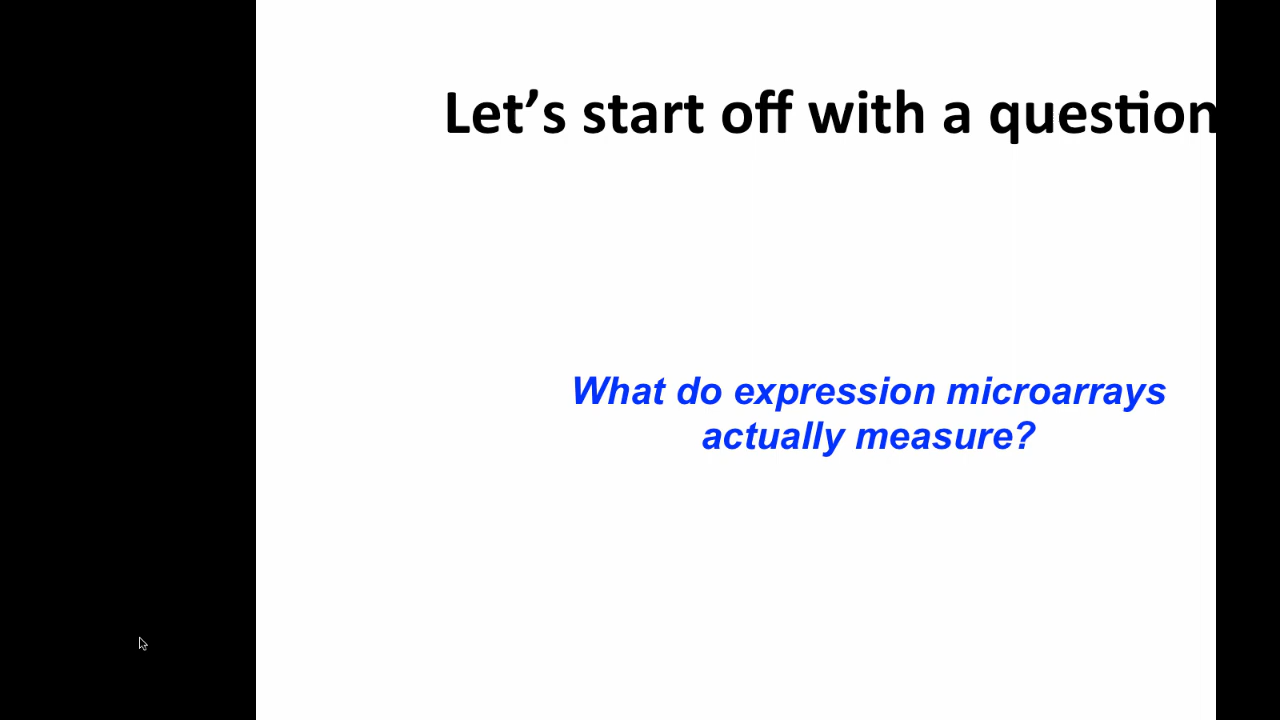 Let’s start off with a question
What do expression microarrays
actually measure?